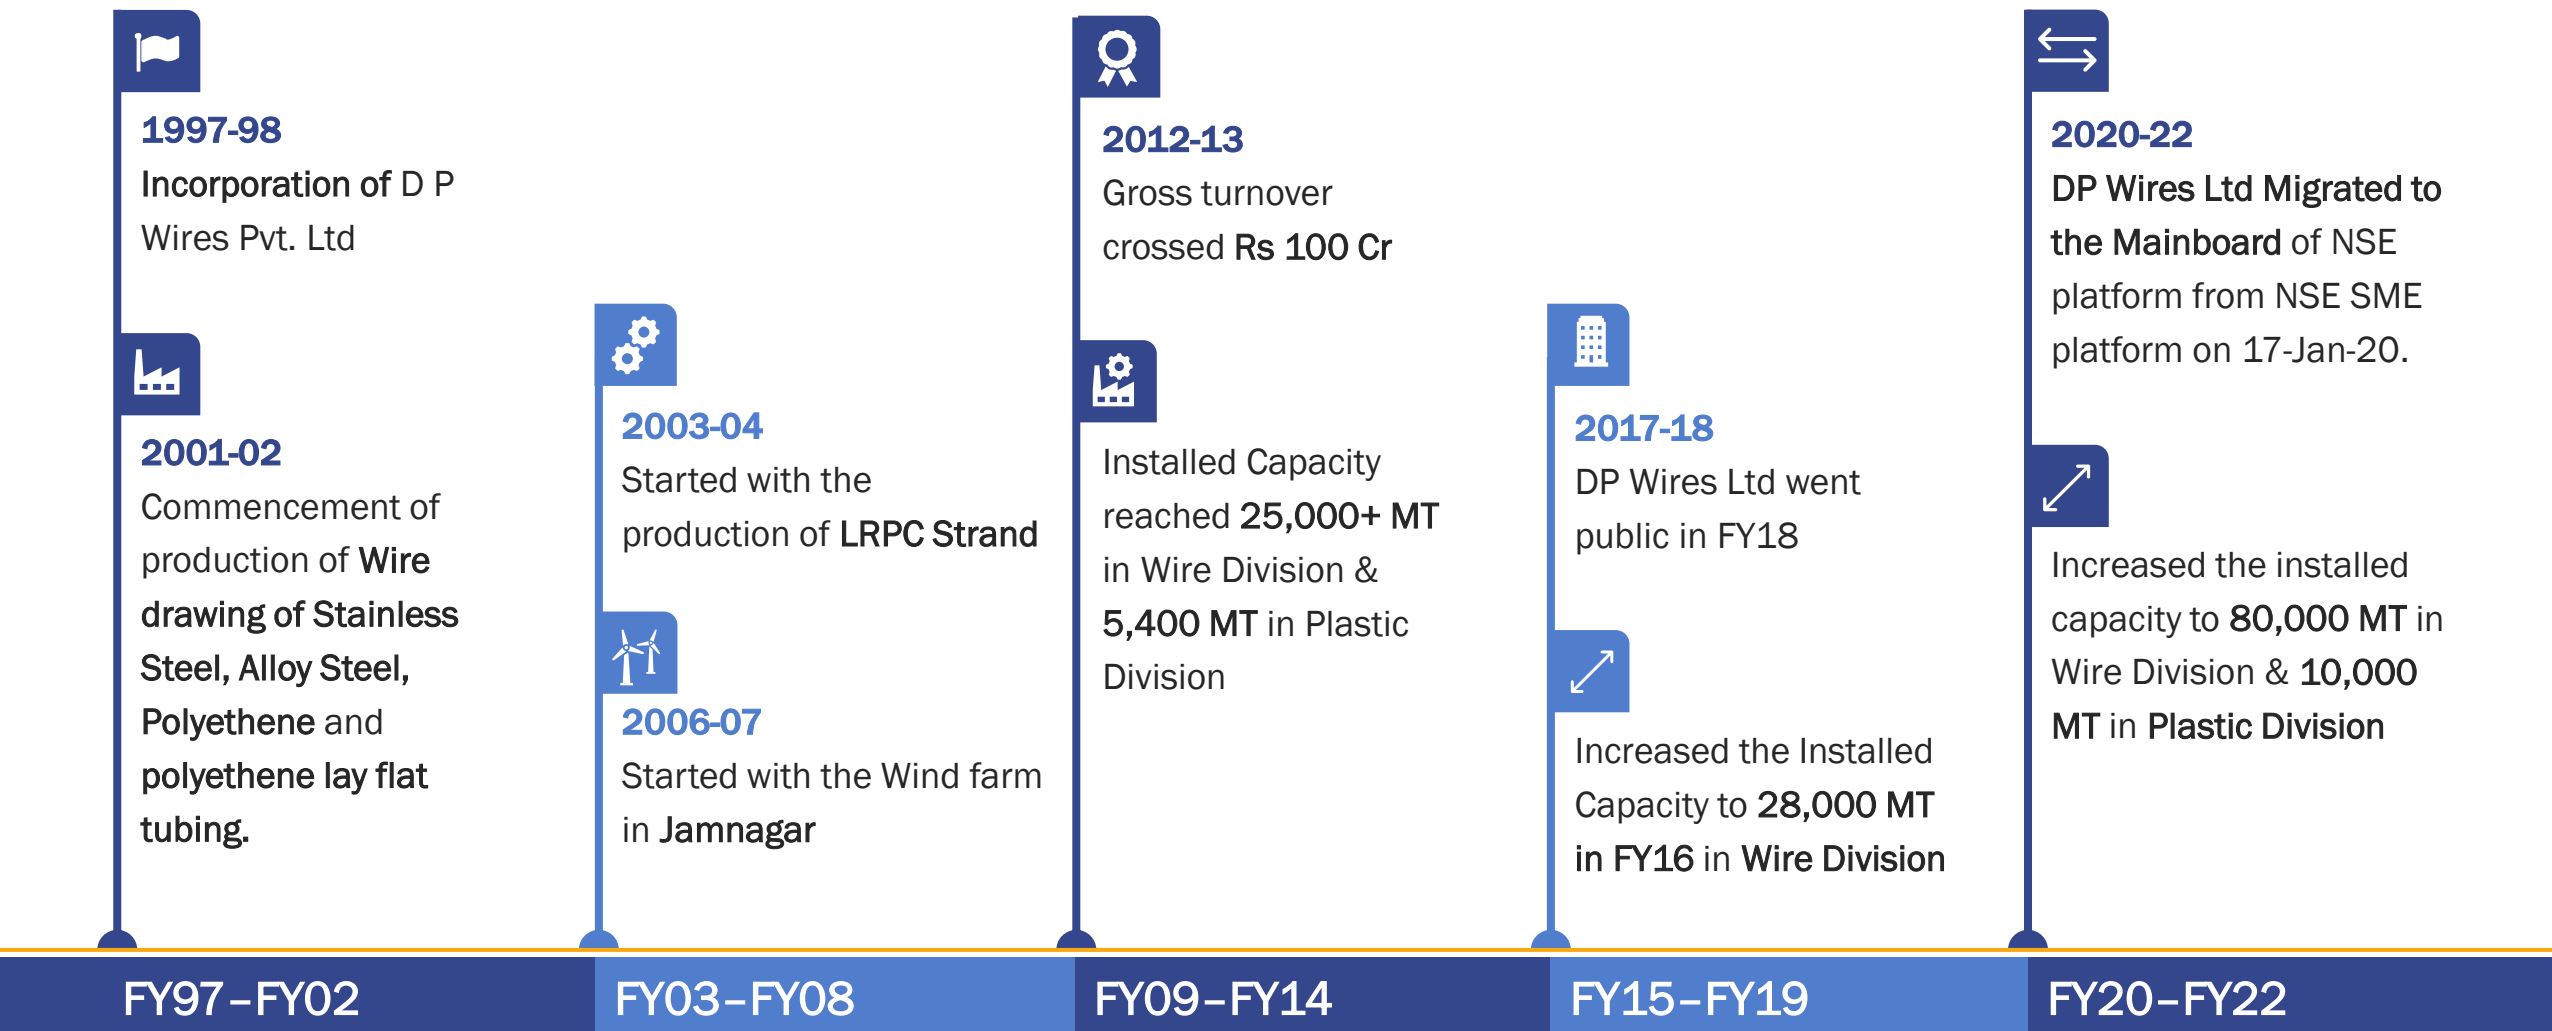 1997-98
Incorporation of D P
Wires Pvt. Ltd
2001-02
Commencement of
production of Wire
drawing of Stainless
Steel, Alloy Steel,
Polyethene and
polyethene lay flat
tubing.
2003-04
Started with the
production of LRPC Strand
2006-07
Started with the Wind farm
in Jamnagar
2012-13
Gross turnover
crossed Rs 100 Cr
Installed Capacity
reached 25,000+ MT
in Wire Division &
5,400 MT in Plastic
Division
2017-18
DP Wires Ltd went
public in FY18
Increased the Installed
Capacity to 28,000 MT
in FY16 in Wire Division
2020-22
DP Wires Ltd Migrated to
the Mainboard of NSE
platform from NSE SME
platform on 17-Jan-20.
Increased the installed
capacity to 80,000 MT in
Wire Division & 10,000
MT in Plastic Division
FY97–FY02
FY03–FY08
FY09–FY14
FY15–FY19
FY20–FY22